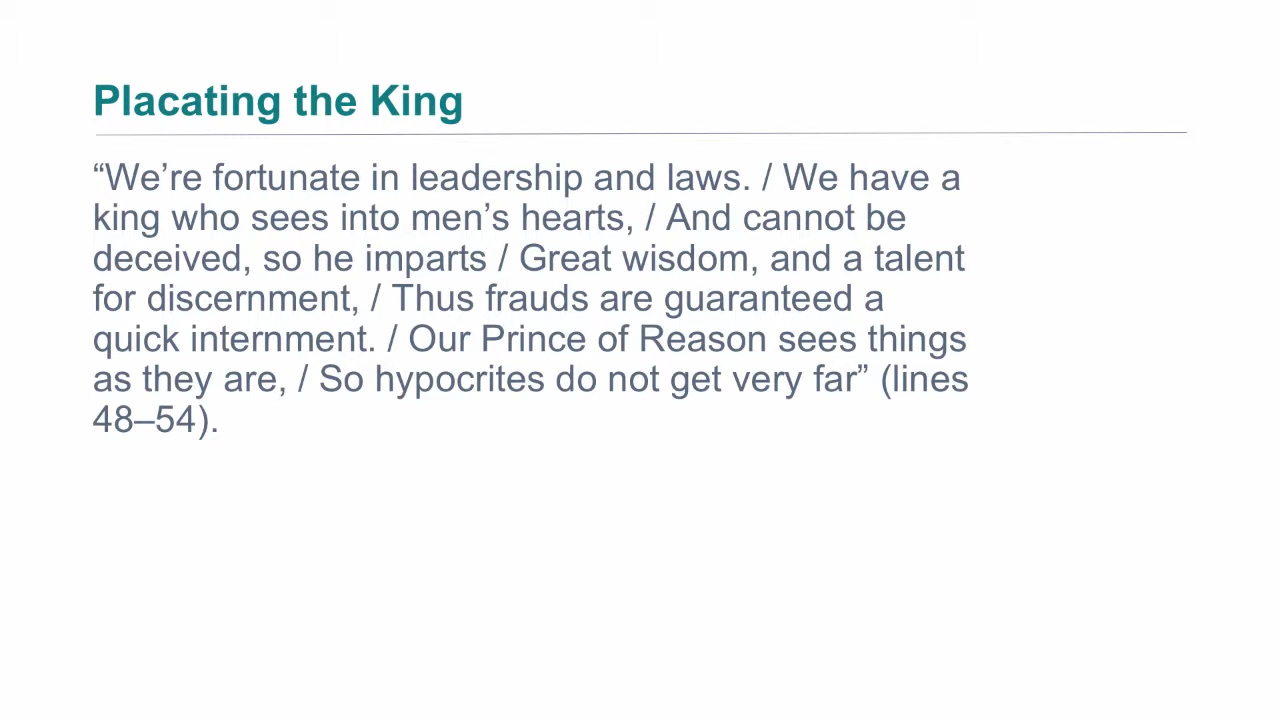 Placating the King
“We’re fortunate in leadership and laws. / We have a
king who sees into men’s hearts, / And cannot be
deceived, so he imparts / Great wisdom, and a talent
for discernment, / Thus frauds are guaranteed a
quick internment. / Our Prince of Reason sees things
as they are, / So hypocrites do not get very far” (lines
48–54).